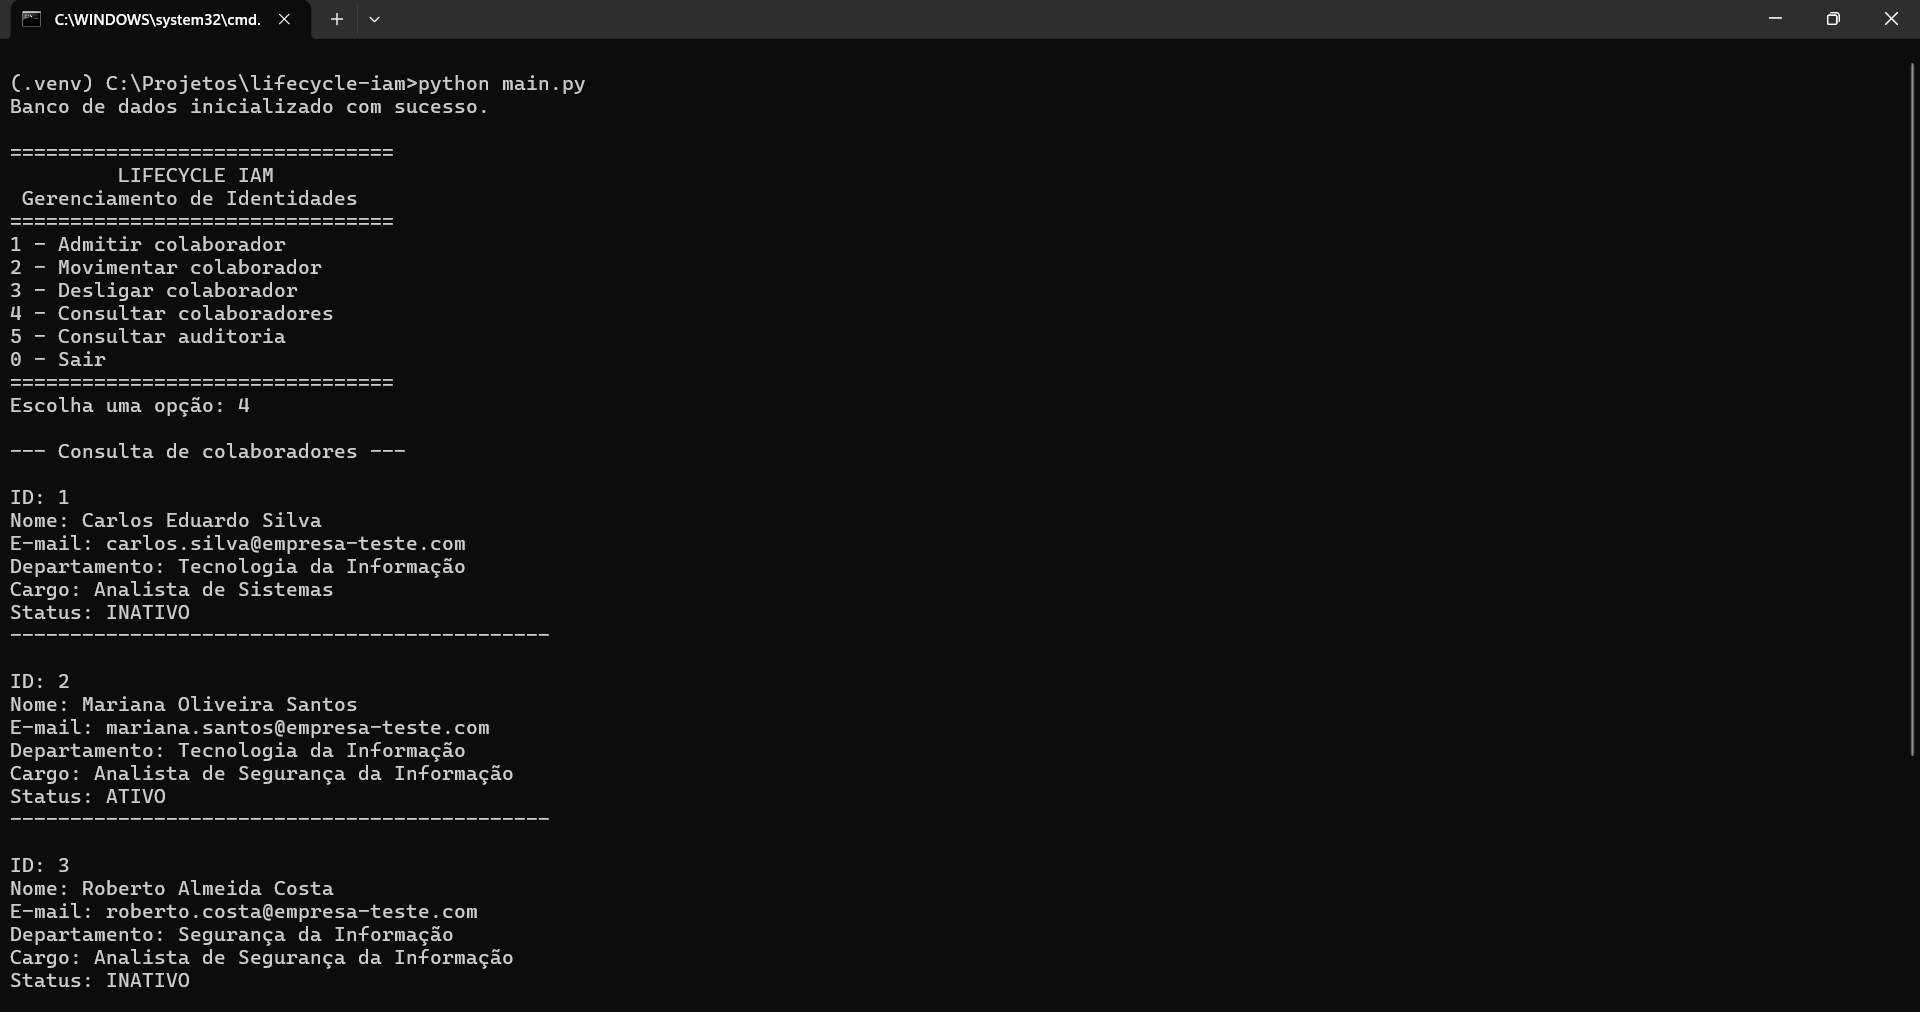 C:\WINDOWS\system32\cmd.
(.venv) C:\Projetos\lifecycle-iam>python main.py
Banco de dados inicializado com sucesso.
================================
LIFECYCLE IAM
Gerenciamento de Identidades
================================
1 - Admitir colaborador
2 - Movimentar colaborador
3 - Desligar colaborador
4 - Consultar colaboradores
5 - Consultar auditoria
0 - Sair
================================
Escolha uma opção: 4
--- Consulta de colaboradores ---
ID: 1
Nome: Carlos Eduardo Silva
E-mail: carlos.silva@empresa-teste.com
Departamento: Tecnologia da Informação
Cargo: Analista de Sistemas
Status: INATIVO
---------------------------------------------
ID: 2
Nome: Mariana Oliveira Santos
E-mail: mariana.santos@empresa-teste.com
Departamento: Tecnologia da Informação
Cargo: Analista de Segurança da Informação
Status: ATIVO
---------------------------------------------
ID: 3
Nome: Roberto Almeida Costa
E-mail: roberto.costa@empresa-teste.com
Departamento: Segurança da Informação
Cargo: Analista de Segurança da Informação
Status: INATIVO